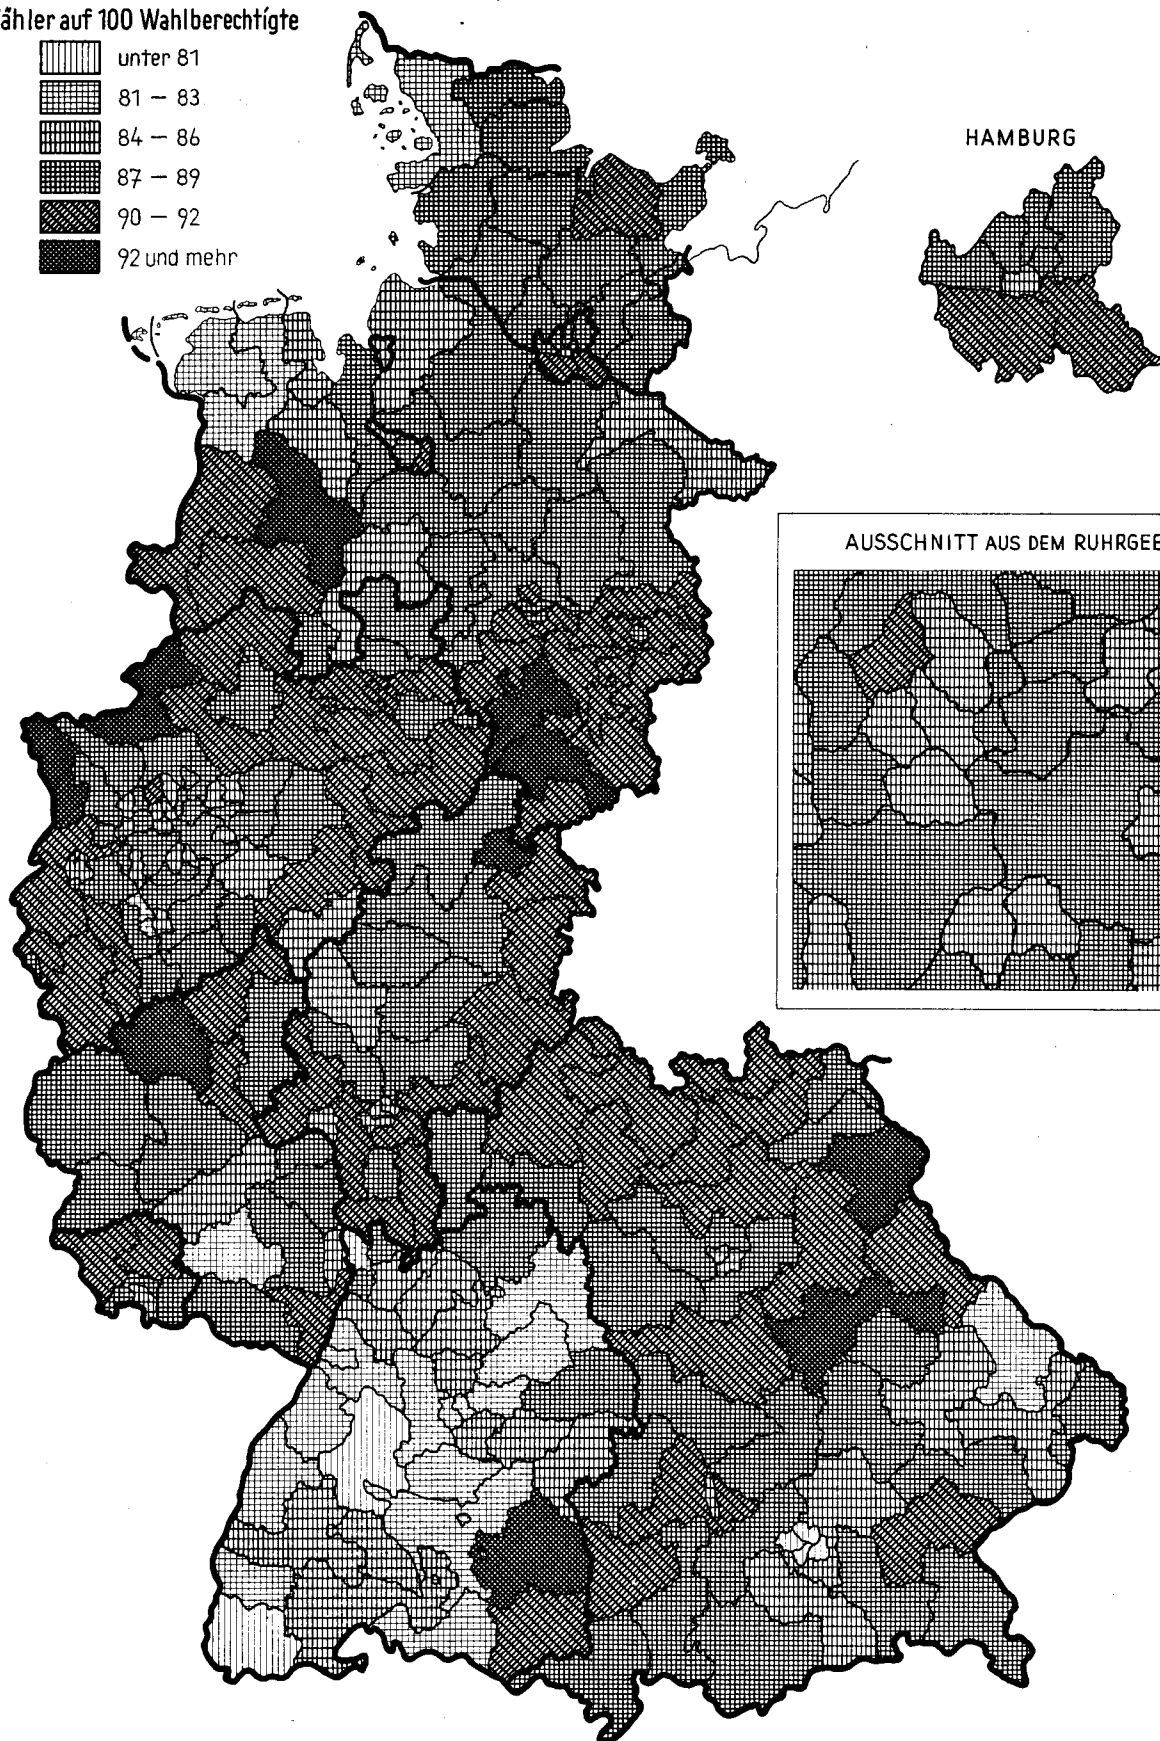 ähler auf 100 Wahlberechtigte
unter 81
81 – 83
84 – 86
87 – 89
90 – 92
92 und mehr
HAMBURG
AUSSCHNITT AUS DEM RUHRGEB